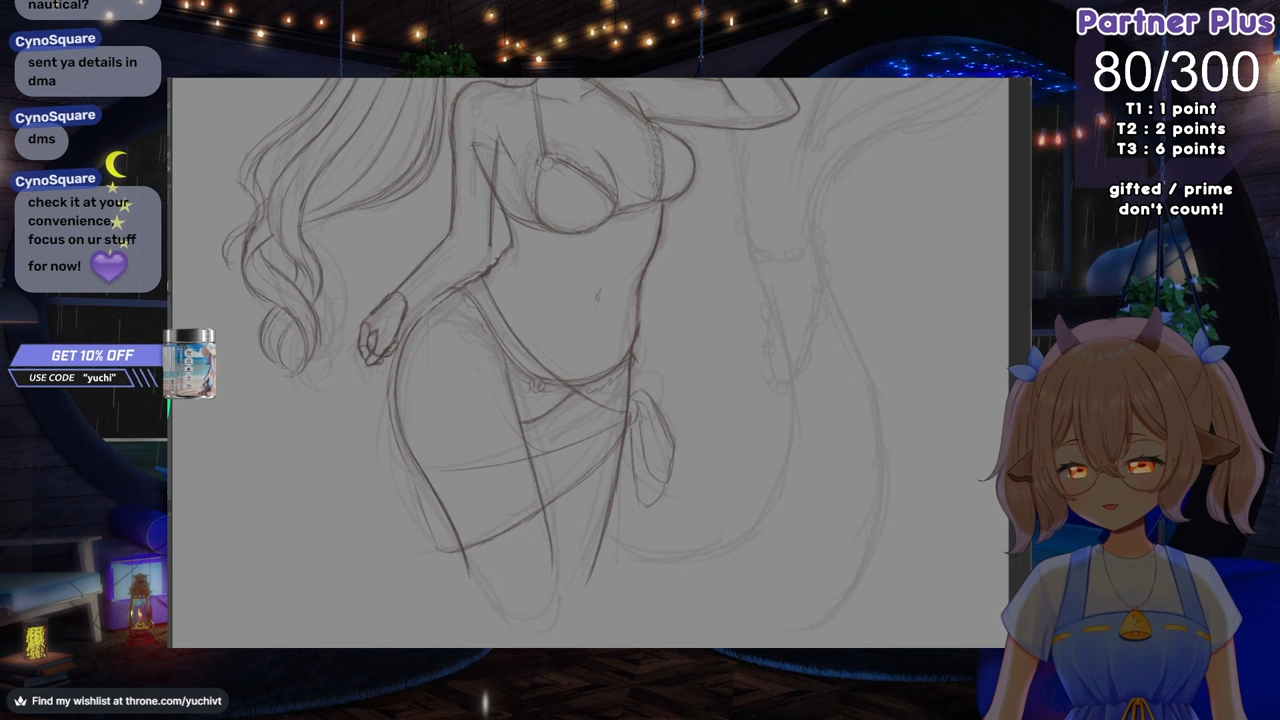 nautical?
CynoSquare
sent ya details in
dma
CynoSquare
dms
CynoSquare
check it at your
convenience,
focus on ur stuff
for now!
GET 10% OFF
USE CODE "yuchi"
Find my wishlist at throne.com/yuchivt
Partner Plus
80/300
T1 : 1 point
T2 : 2 points
T3 : 6 points
gifted / prime
don't count!